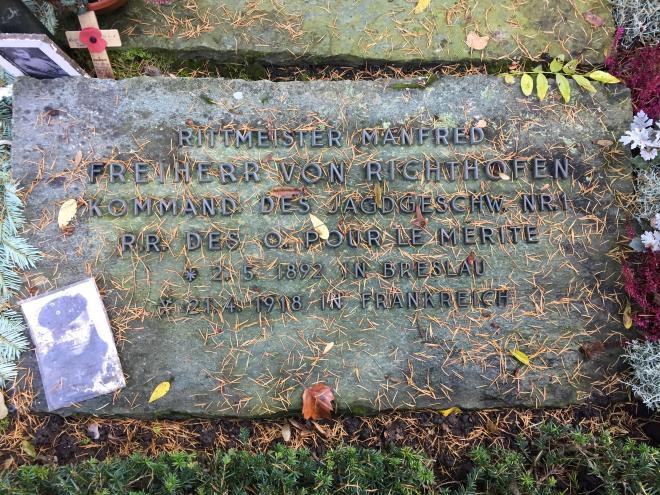 RITTMEISTER MANFRED
FREIHERR VON RICHTHOFEN
KOMMAND. DES JAGDGESCHW. NR. 1
RR. DES O. POUR LE MERITE
* 2. 5. 1892 IN BRESLAU
* 21. 4. 1918 IN FRANKREICH